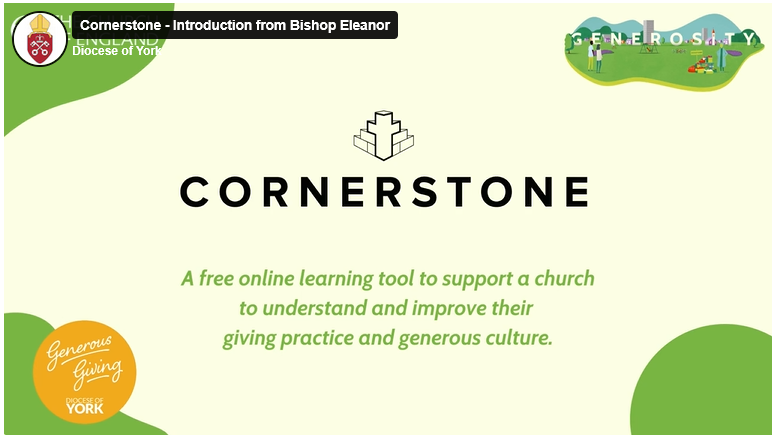 Cornerstone - Introduction from Bishop Eleanor
Diocese of York
ENGLAND
GENEROSITY
CORNERSTONE
A free online learning tool to support a church
to understand and improve their
giving practice and generous culture.
Generous
Giving
DIOCESE OF
YORK